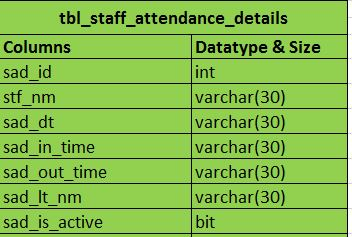 tbl_staff_attendance_details
Columns Datatype & Size
sad_id int
stf_nm varchar(30)
sad_dt varchar(30)
sad_in_time varchar(30)
sad_out_time varchar(30)
sad_lt_nm varchar(30)
sad_is_active bit